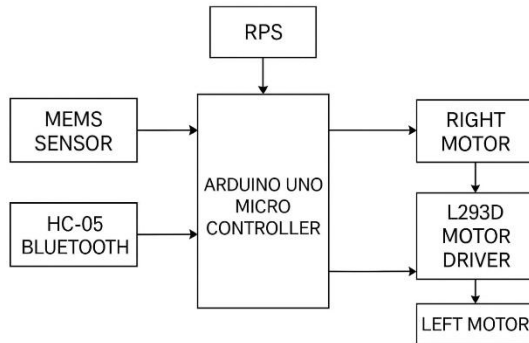 RPS
MEMS
SENSOR
HC-05
BLUETOOTH
ARDUINO UNO
MICRO
CONTROLLER
RIGHT
MOTOR
L293D
MOTOR
DRIVER
LEFT MOTOR